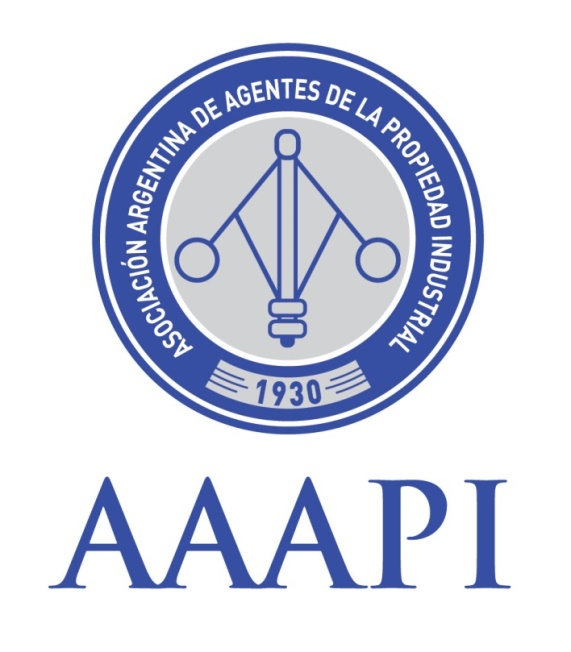 ASOCIACIÓN ARGENTINA DE AGENTES DE LA PROPIEDAD INDUSTRIAL
1930
AAAPI